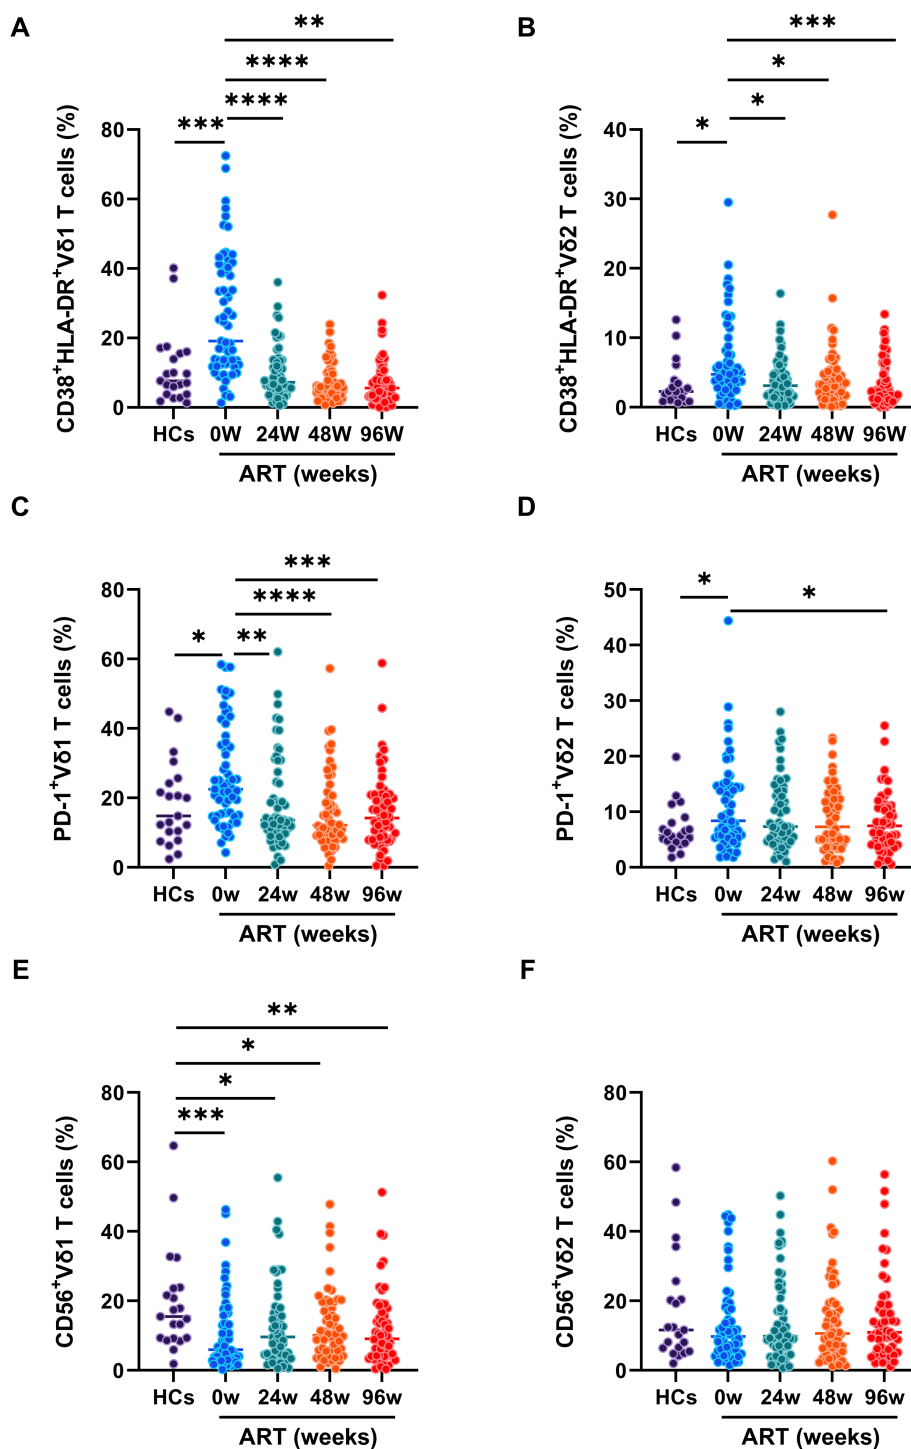 A
B
**
***
****
*
****
*
***
*
CD38⁺HLA-DR⁺Vδ1 T cells (%)
80
60
40
20
0
HCs 0W 24W 48W 96W
ART (weeks)
CD38⁺HLA-DR⁺Vδ2 T cells (%)
40
30
20
10
0
HCs 0W 24W 48W 96W
ART (weeks)
C
D
***
****
*
**
*
*
PD-1⁺Vδ1 T cells (%)
80
60
40
20
0
HCs 0w 24w 48w 96w
ART (weeks)
PD-1⁺Vδ2 T cells (%)
50
40
30
20
10
0
HCs 0w 24w 48w 96w
ART (weeks)
E
F
**
*
*
***
CD56⁺Vδ1 T cells (%)
80
60
40
20
0
HCs 0w 24w 48w 96w
ART (weeks)
CD56⁺Vδ2 T cells (%)
80
60
40
20
0
HCs 0w 24w 48w 96w
ART (weeks)